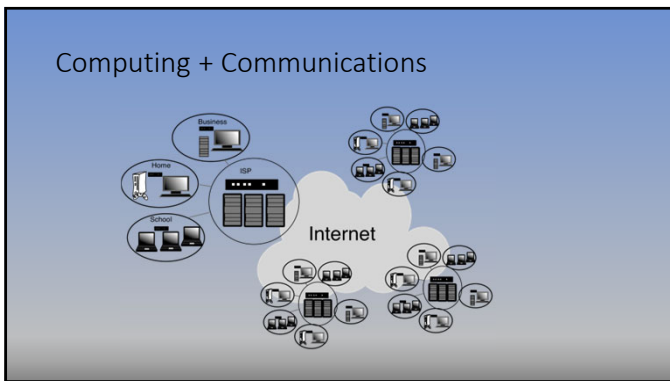 Computing + Communications
Business
Home
ISP
School
Internet